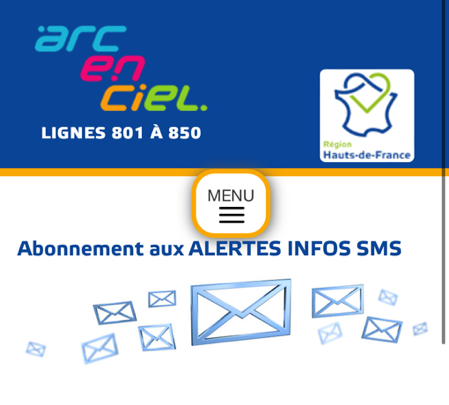 arc
en
ciel.
LIGNES 801 À 850
Région
Hauts-de-France
MENU
Abonnement aux ALERTES INFOS SMS